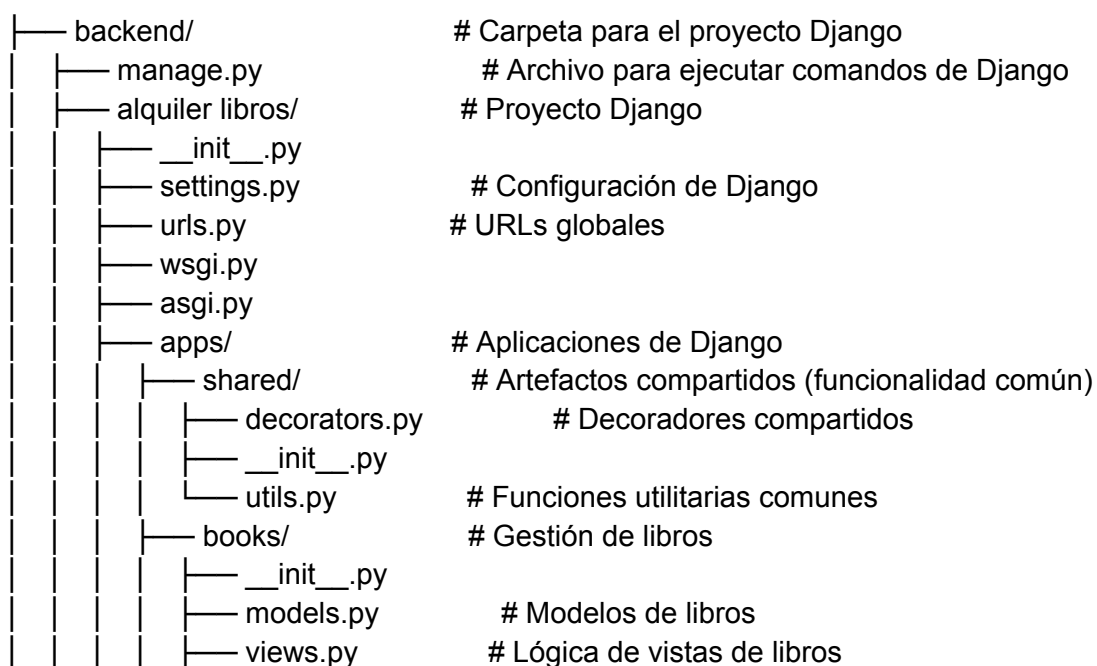 ├── backend/ # Carpeta para el proyecto Django
│ ├── manage.py # Archivo para ejecutar comandos de Django
│ ├── alquiler libros/ # Proyecto Django
│ │ ├── __init__.py
│ │ ├── settings.py # Configuración de Django
│ │ ├── urls.py # URLs globales
│ │ ├── wsgi.py
│ │ ├── asgi.py
│ │ ├── apps/ # Aplicaciones de Django
│ │ │ ├── shared/ # Artefactos compartidos (funcionalidad común)
│ │ │ │ ├── decorators.py # Decoradores compartidos
│ │ │ │ ├── __init__.py
│ │ │ │ └── utils.py # Funciones utilitarias comunes
│ │ │ ├── books/ # Gestión de libros
│ │ │ │ ├── __init__.py
│ │ │ │ ├── models.py # Modelos de libros
│ │ │ │ ├── views.py # Lógica de vistas de libros